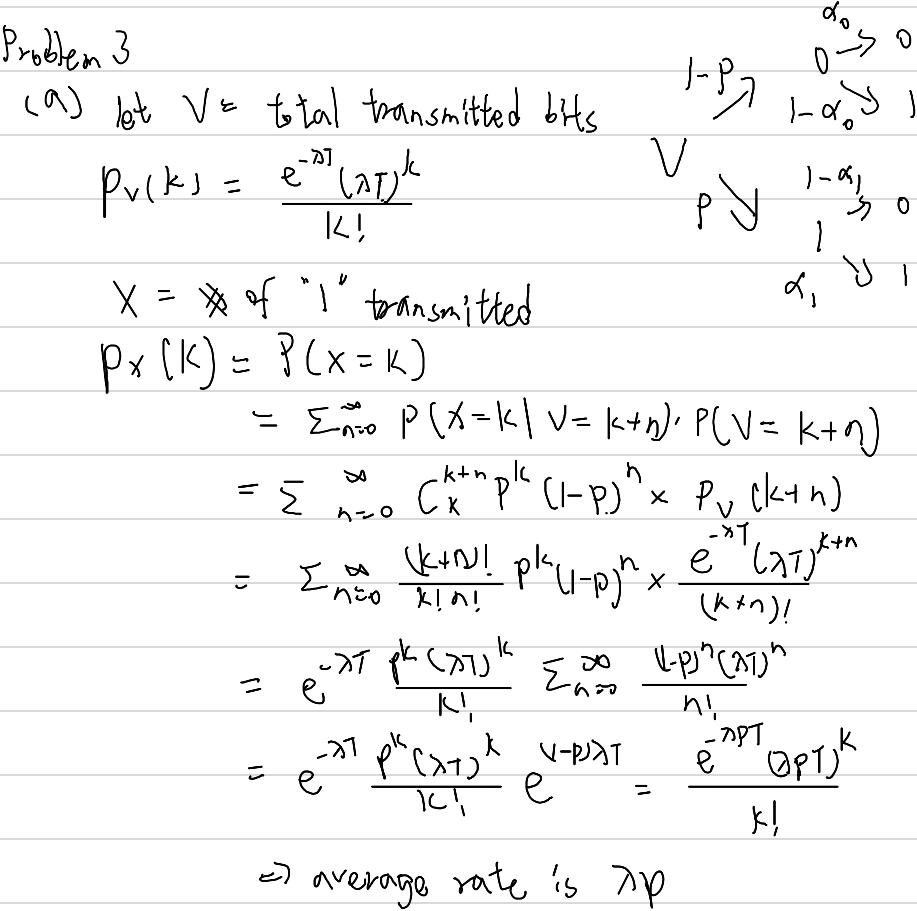 Problem 3
(a) let V = total transmitted bits
P_V(k) = e^{-λT}(λT)^k / k!
X = # of "1" transmitted
P_X(k) = P(X=k)
= Σ_{n=0}^∞ P(X=k | V=k+n) · P(V=k+n)
= Σ_{n=0}^∞ C_k^{k+n} P^k (1-p)^n × P_V(k+n)
= Σ_{n=0}^∞ (k+n)! / k! n! P^k (1-p)^n × e^{-λT}(λT)^{k+n} / (k+n)!
= e^{-λT} P^k (λT)^k / k! Σ_{n=0}^∞ (1-p)^n (λT)^n / n!
= e^{-λT} P^k (λT)^k / k! e^{(1-p)λT} = e^{-λpT} (λpT)^k / k!
⇒ average rate is λp
V
1-p ↗ 0
α₀ → 0
1-α₀ ↘ 1
p ↘ 1
1-α₁ → 0
α₁ ↘ 1